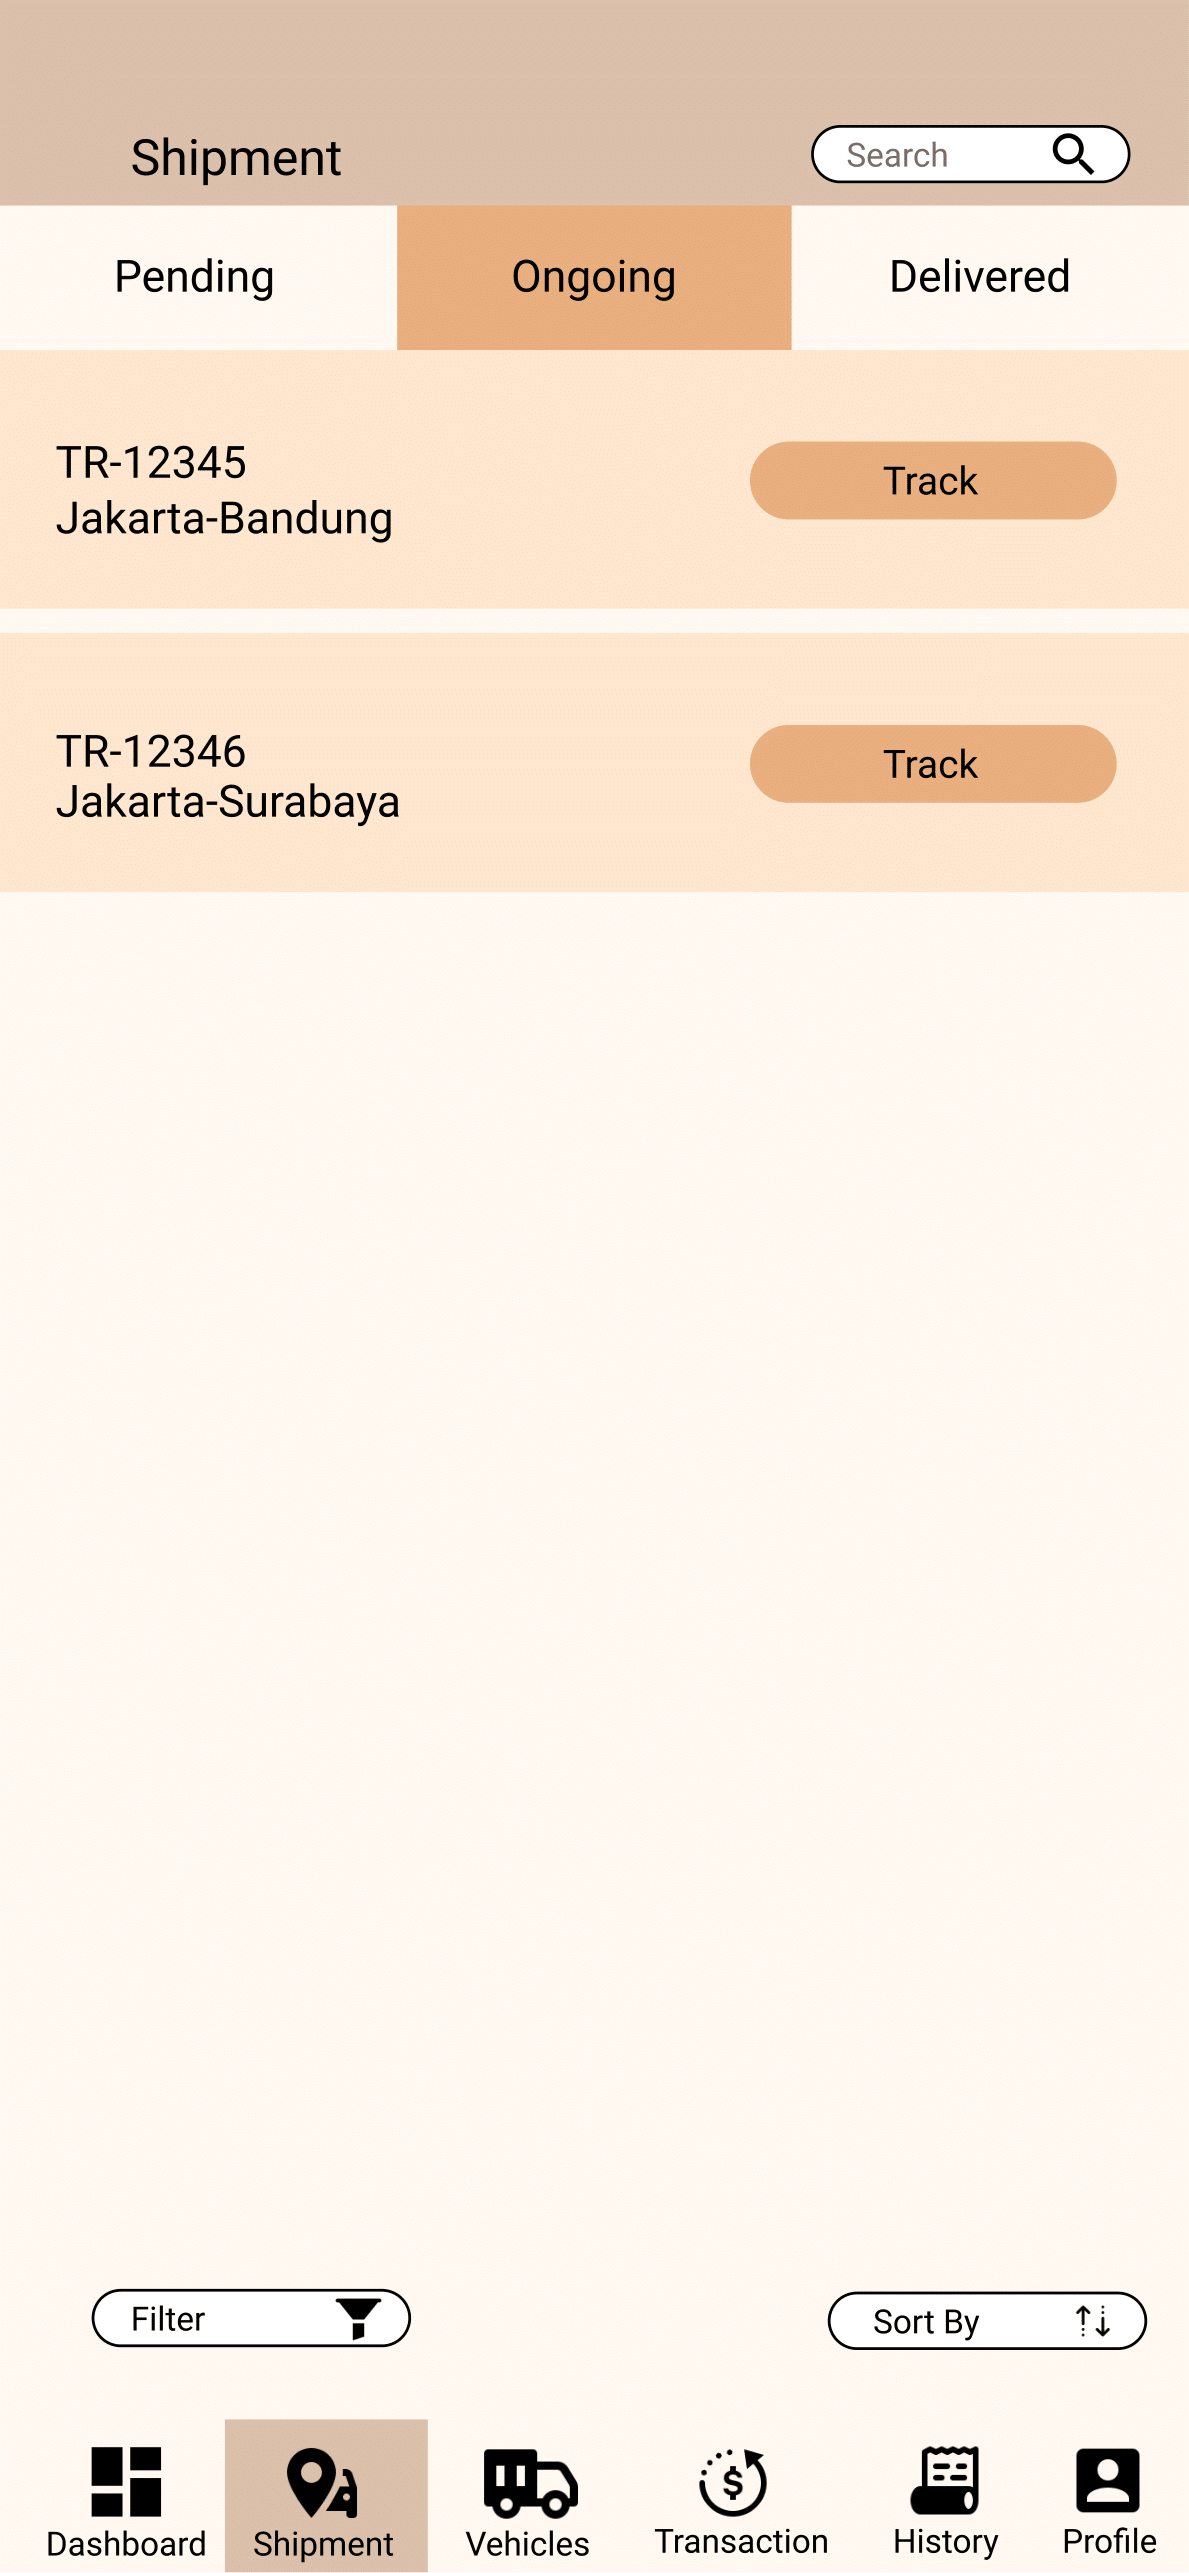 Shipment
Search
Pending
Ongoing
Delivered
TR-12345
Jakarta-Bandung
Track
TR-12346
Jakarta-Surabaya
Track
Filter
Sort By
Dashboard
Shipment
Vehicles
$
Transaction
History
Profile